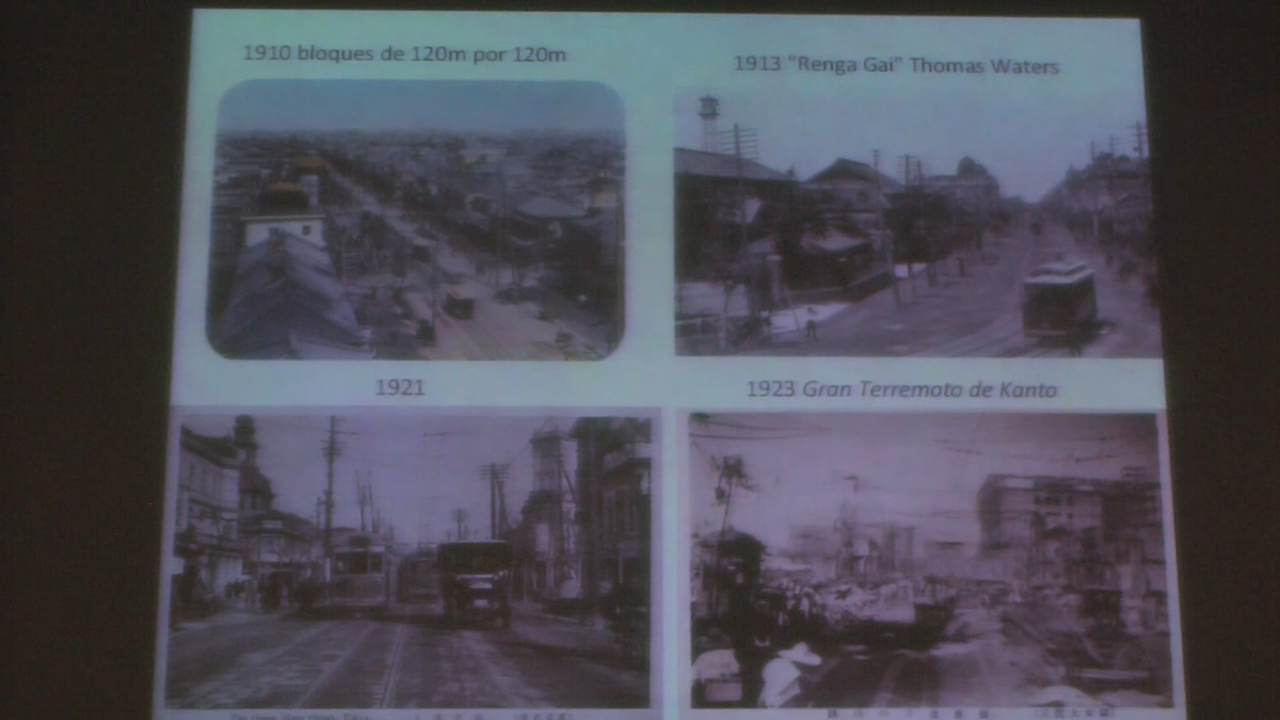 1910 bloques de 120m por 120m
1913 "Renga Gai" Thomas Waters
1921
1923 Gran Terremoto de Kanto